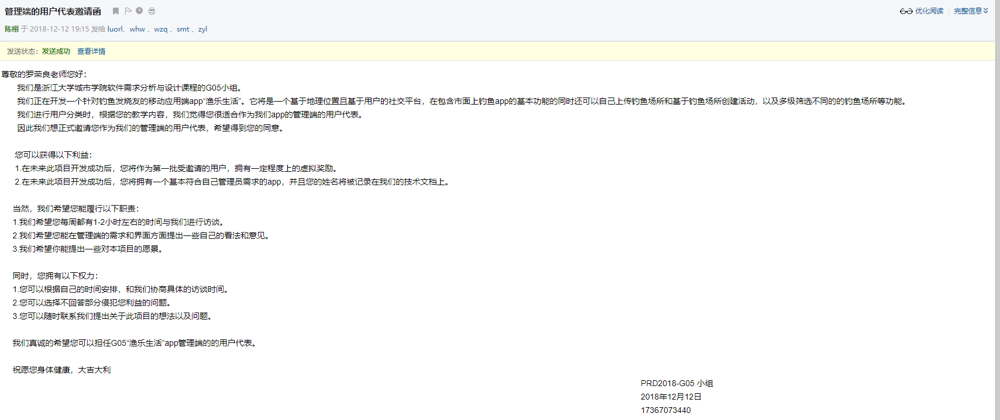 管理端的用户代表邀请函
优化阅读 完整信息
陈栩 于 2018-12-12 19:15 发给 luorl、whw 、wzq 、smt 、zyl
发送状态：发送成功 查看详情
尊敬的罗荣良老师您好：
我们是浙江大学城市学院软件需求分析与设计课程的G05小组。
我们正在开发一个针对钓鱼发烧友的移动应用端app“渔乐生活”。它将是一个基于地理位置且基于用户的社交平台，在包含市面上钓鱼app的基本功能的同时还可以自己上传钓鱼场所和基于钓鱼场所创建活动，以及多级筛选不同的的钓鱼场所等功能。
我们进行用户分类时，根据您的教学内容，我们觉得您很适合作为我们app的管理端的用户代表。
因此我们想正式邀请您作为我们的管理端的用户代表，希望得到您的同意。
您可以获得以下利益：
1.在未来此项目开发成功后，您将作为第一批受邀请的用户，拥有一定程度上的虚拟奖励。
2.在未来此项目开发成功后，您将拥有一个基本符合自己管理员需求的app，并且您的姓名将被记录在我们的技术文档上。
当然，我们希望您能履行以下职责：
1.我们希望您每周都有1-2小时左右的时间与我们进行访谈。
2.我们希望您能在管理端的需求和界面方面提出一些自己的看法和意见。
3.我们希望你能提出一些对本项目的愿景。
同时，您拥有以下权力：
1.您可以根据自己的时间安排，和我们协商具体的访谈时间。
2.您可以选择不回答部分侵犯您利益的问题。
3.您可以随时联系我们提出关于此项目的想法以及问题。
我们真诚的希望您可以担任G05“渔乐生活”app管理端的的用户代表。
祝愿您身体健康，大吉大利
PRD2018-G05 小组
2018年12月12日
17367073440